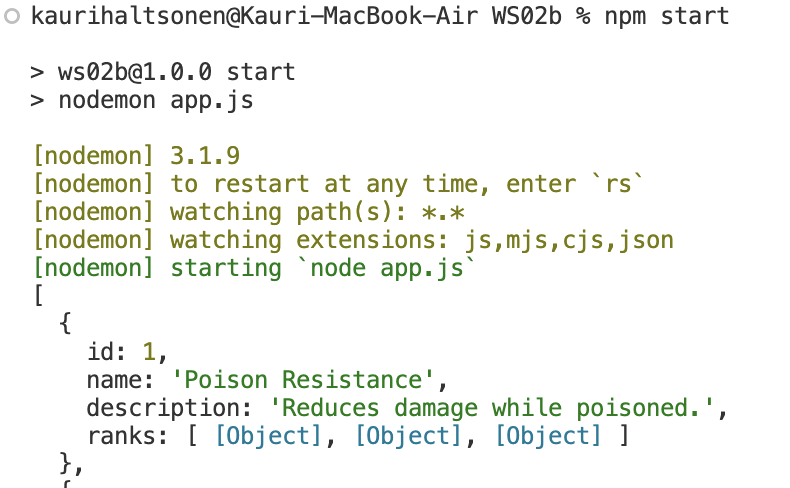 kaurihaltsonen@Kauri-MacBook-Air WS02b % npm start
> ws02b@1.0.0 start
> nodemon app.js
[nodemon] 3.1.9
[nodemon] to restart at any time, enter `rs`
[nodemon] watching path(s): *.*
[nodemon] watching extensions: js,mjs,cjs,json
[nodemon] starting `node app.js`
[
  {
    id: 1,
    name: 'Poison Resistance',
    description: 'Reduces damage while poisoned.',
    ranks: [ [Object], [Object], [Object] ]
  },
  {